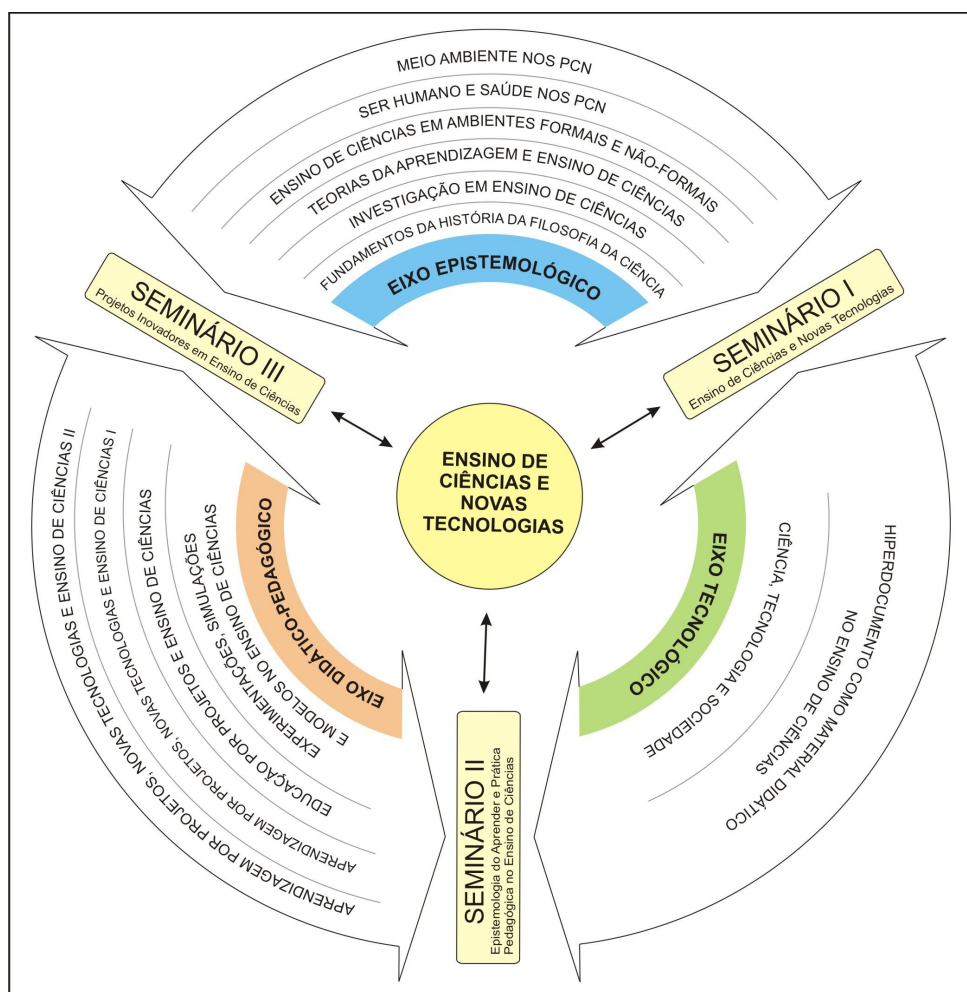 MEIO AMBIENTE NOS PCN
SER HUMANO E SAÚDE NOS PCN
ENSINO DE CIÊNCIAS EM AMBIENTES FORMAIS E NÃO-FORMAIS
TEORIAS DA APRENDIZAGEM E ENSINO DE CIÊNCIAS
INVESTIGAÇÃO EM ENSINO DE CIÊNCIAS
FUNDAMENTOS DA HISTÓRIA DA FILOSOFIA DA CIÊNCIA
EIXO EPISTEMOLÓGICO
SEMINÁRIO III
Projetos Inovadores em Ensino de Ciências
SEMINÁRIO I
Ensino de Ciências e Novas Tecnologias
ENSINO DE
CIÊNCIAS E
NOVAS
TECNOLOGIAS
EIXO DIDÁTICO-PEDAGÓGICO
EXPERIMENTAÇÕES, SIMULAÇÕES
E MODELOS NO ENSINO DE CIÊNCIAS
EDUCAÇÃO POR PROJETOS E ENSINO DE CIÊNCIAS
APRENDIZAGEM POR PROJETOS, NOVAS TECNOLOGIAS E ENSINO DE CIÊNCIAS I
APRENDIZAGEM POR PROJETOS, NOVAS TECNOLOGIAS E ENSINO DE CIÊNCIAS II
EIXO TECNOLÓGICO
CIÊNCIA, TECNOLOGIA E SOCIEDADE
HIPERDOCUMENTO COMO MATERIAL DIDÁTICO
NO ENSINO DE CIÊNCIAS
SEMINÁRIO II
Epistemologia do Aprender e Prática
Pedagógica no Ensino de Ciências